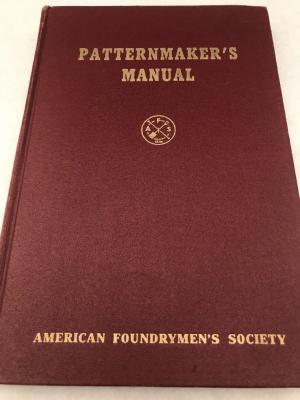 PATTERNMAKER'S
MANUAL
A F S
AMERICAN FOUNDRYMEN'S SOCIETY